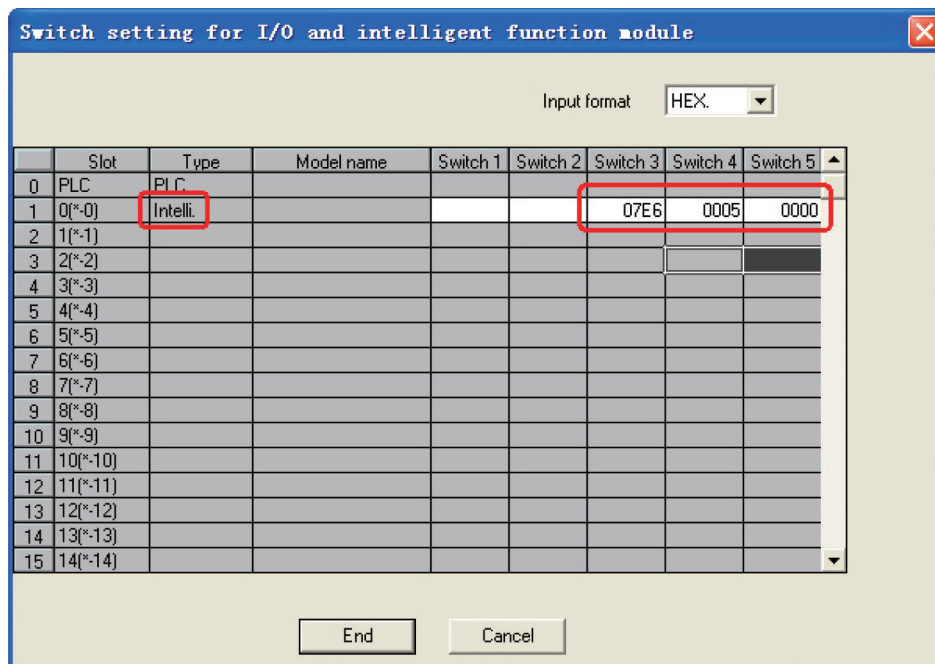 Switch setting for I/O and intelligent function module
Input format HEX.
Slot Type Model name Switch 1 Switch 2 Switch 3 Switch 4 Switch 5
0 PLC PLC
1 0(*-0) Intelli. 07E6 0005 0000
2 1(*-1)
3 2(*-2)
4 3(*-3)
5 4(*-4)
6 5(*-5)
7 6(*-6)
8 7(*-7)
9 8(*-8)
10 9(*-9)
11 10(*-10)
12 11(*-11)
13 12(*-12)
14 13(*-13)
15 14(*-14)
End Cancel